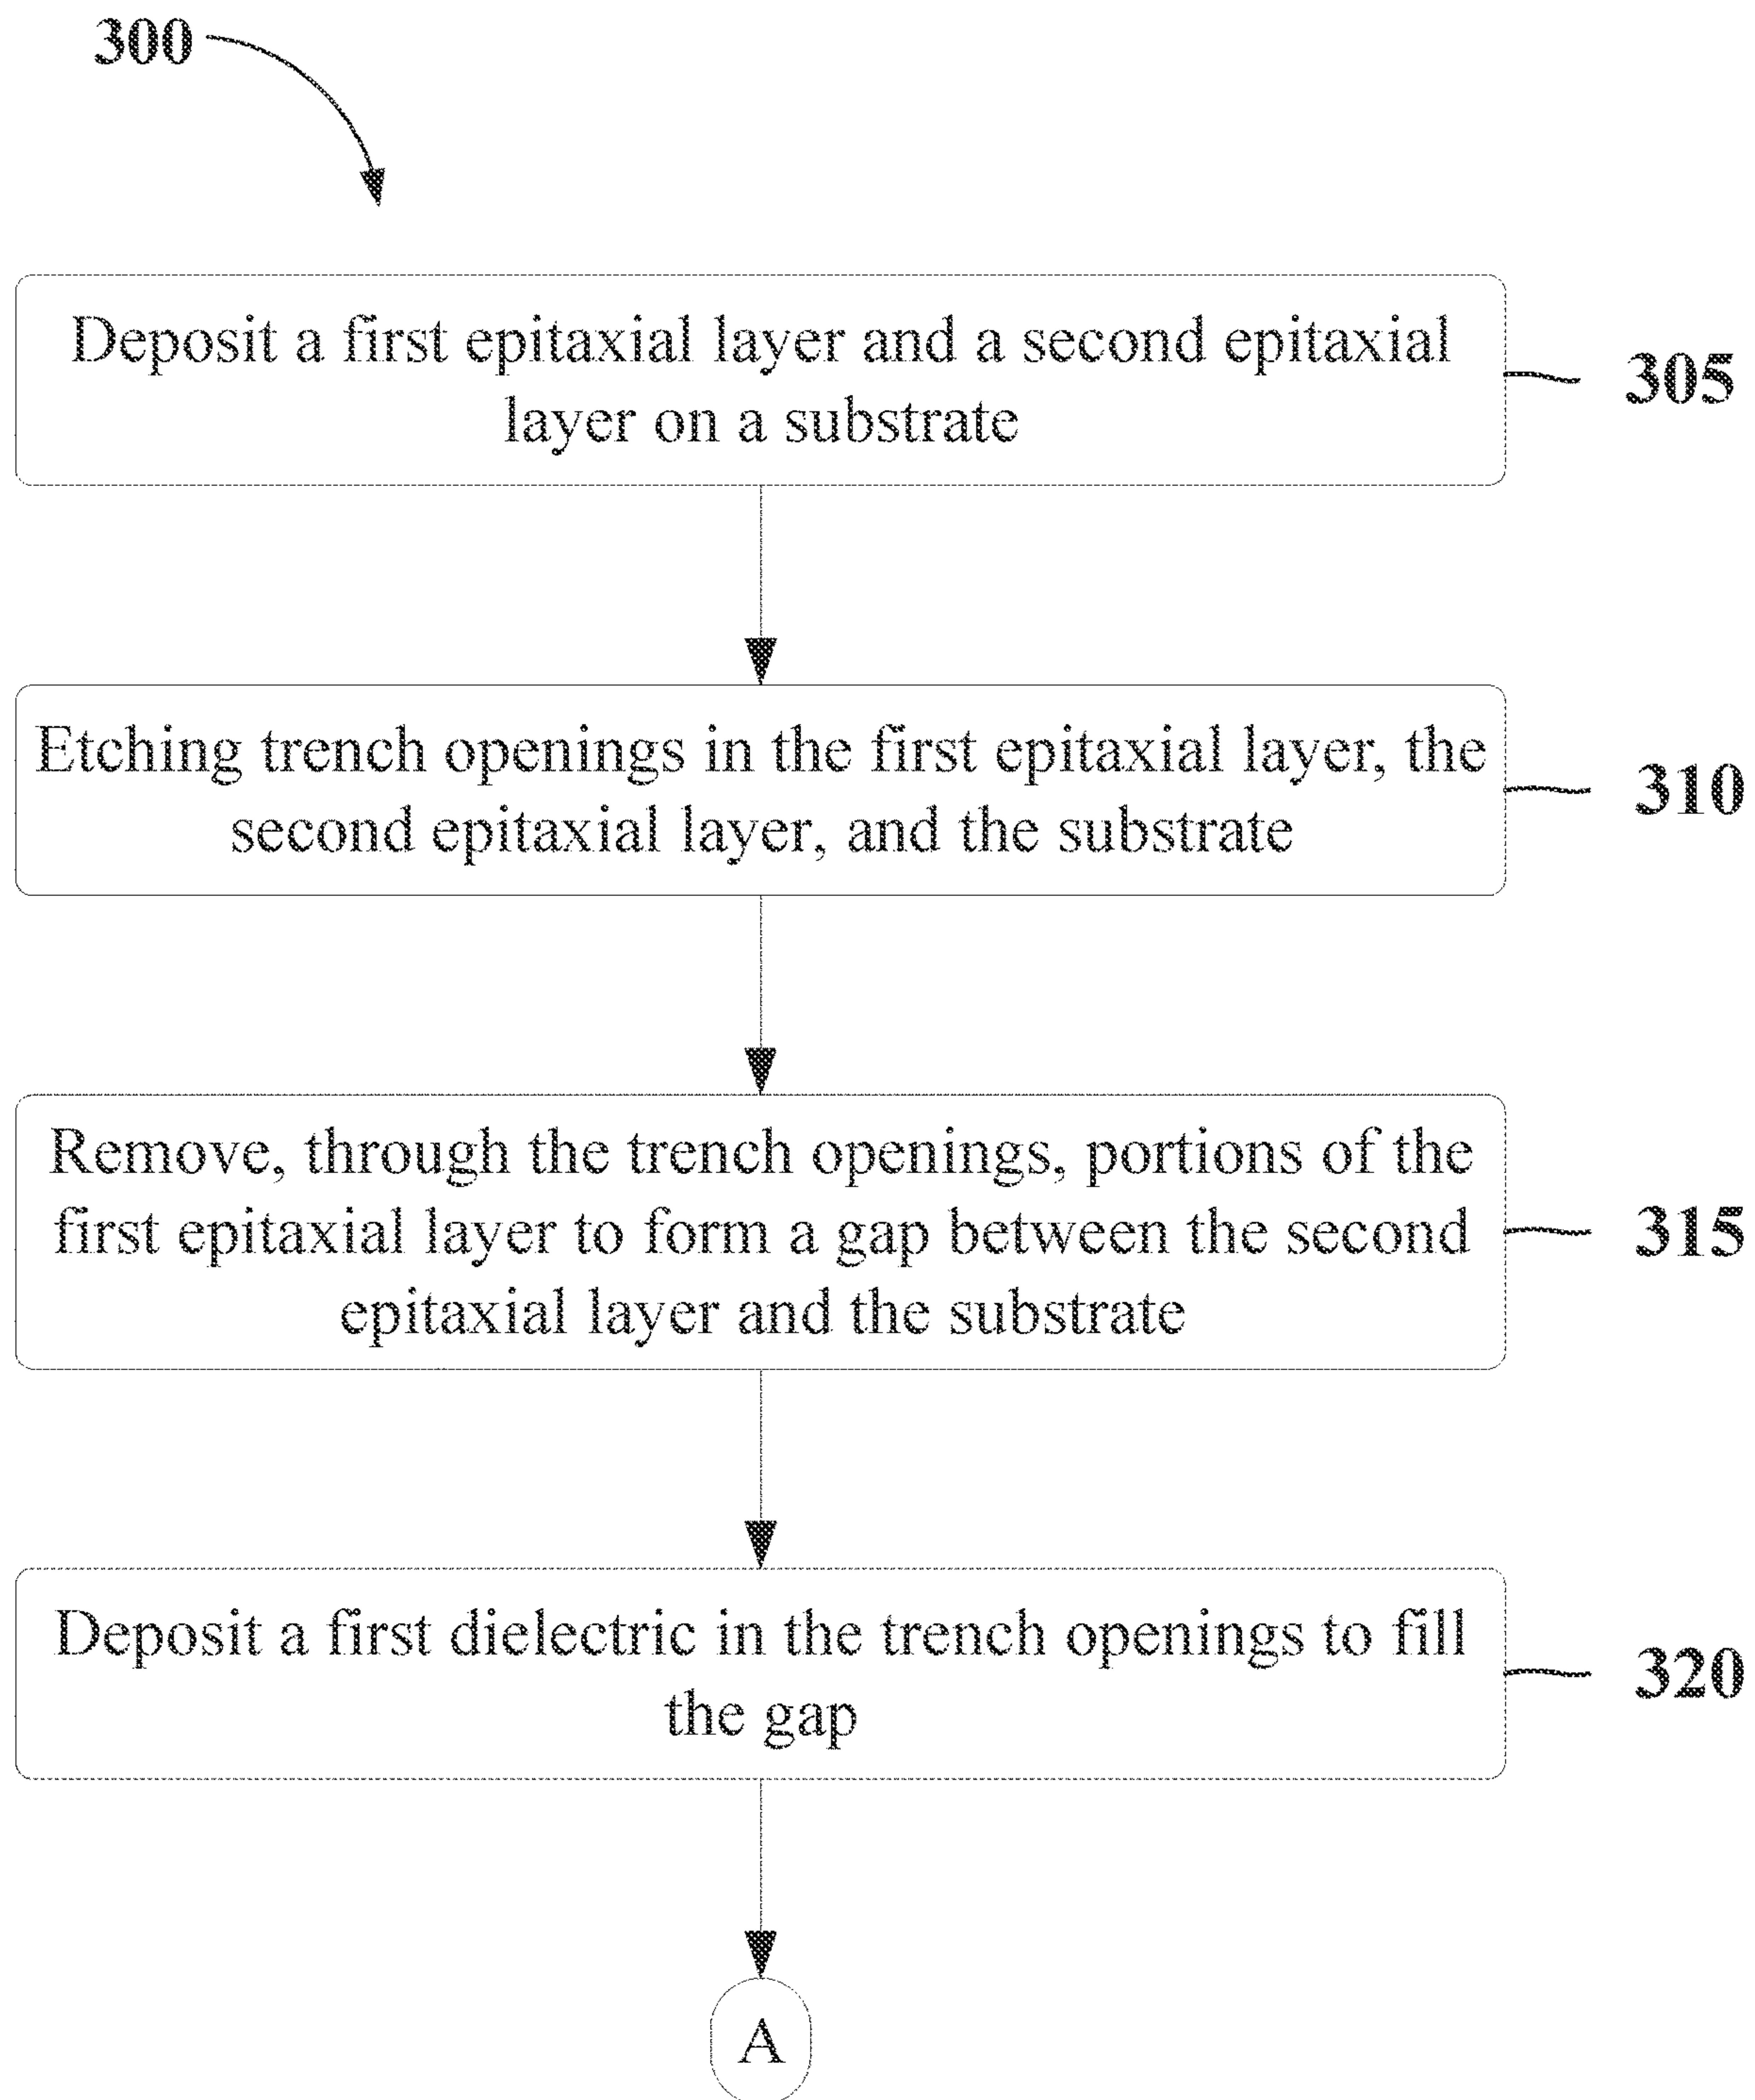 300
Deposit a first epitaxial layer and a second epitaxial
layer on a substrate
305
Etching trench openings in the first epitaxial layer, the
second epitaxial layer, and the substrate
310
Remove, through the trench openings, portions of the
first epitaxial layer to form a gap between the second
epitaxial layer and the substrate
315
Deposit a first dielectric in the trench openings to fill
the gap
320
A